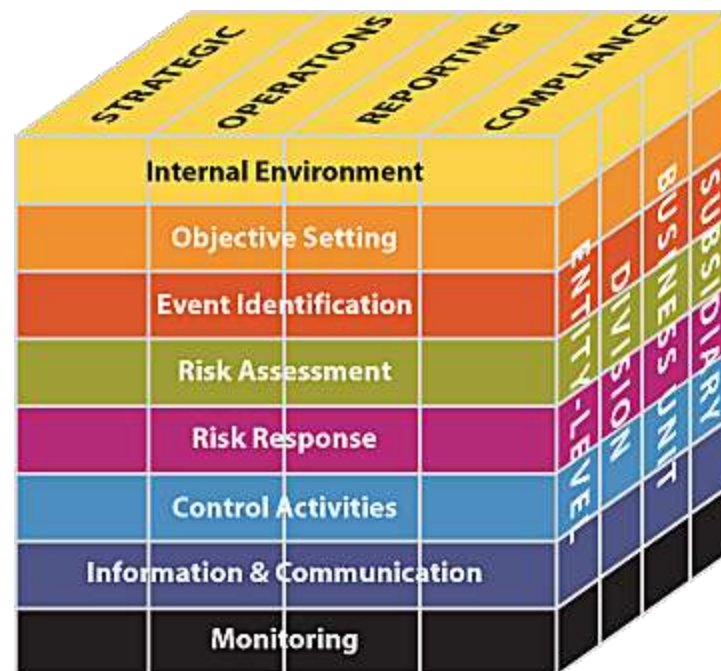 STRATEGIC
OPERATIONS
REPORTING
COMPLIANCE
Internal Environment
Objective Setting
Event Identification
Risk Assessment
Risk Response
Control Activities
Information & Communication
Monitoring
ENTITY-LEVEL
DIVISION
BUSINESS UNIT
SUBSIDIARY